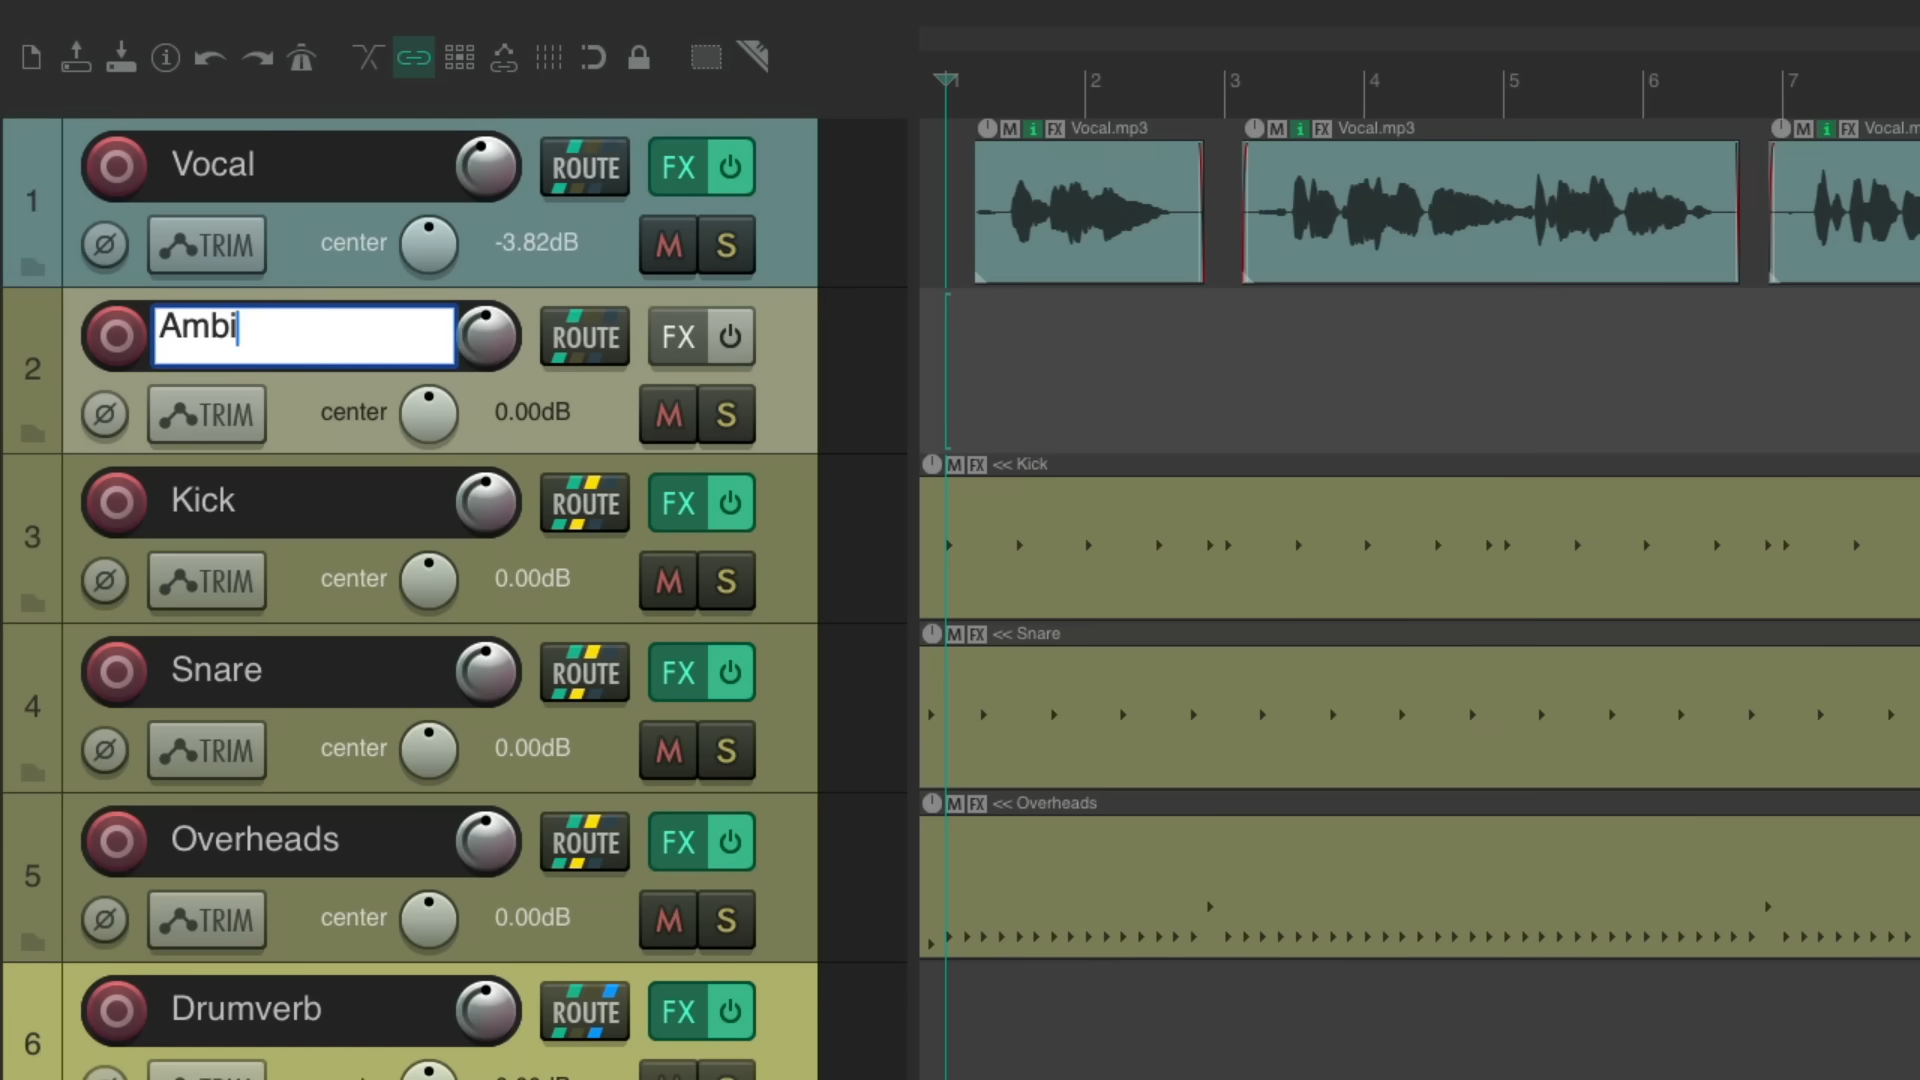 1 2 3 4 5 6 7
1 Vocal ROUTE FX
TRIM center -3.82dB M S
M i FX Vocal.mp3 M i FX Vocal.mp3 M i FX Vocal.m
2 Ambi ROUTE FX
TRIM center 0.00dB M S
3 Kick ROUTE FX
TRIM center 0.00dB M S
M FX << Kick
4 Snare ROUTE FX
TRIM center 0.00dB M S
M FX << Snare
5 Overheads ROUTE FX
TRIM center 0.00dB M S
M FX << Overheads
6 Drumverb ROUTE FX